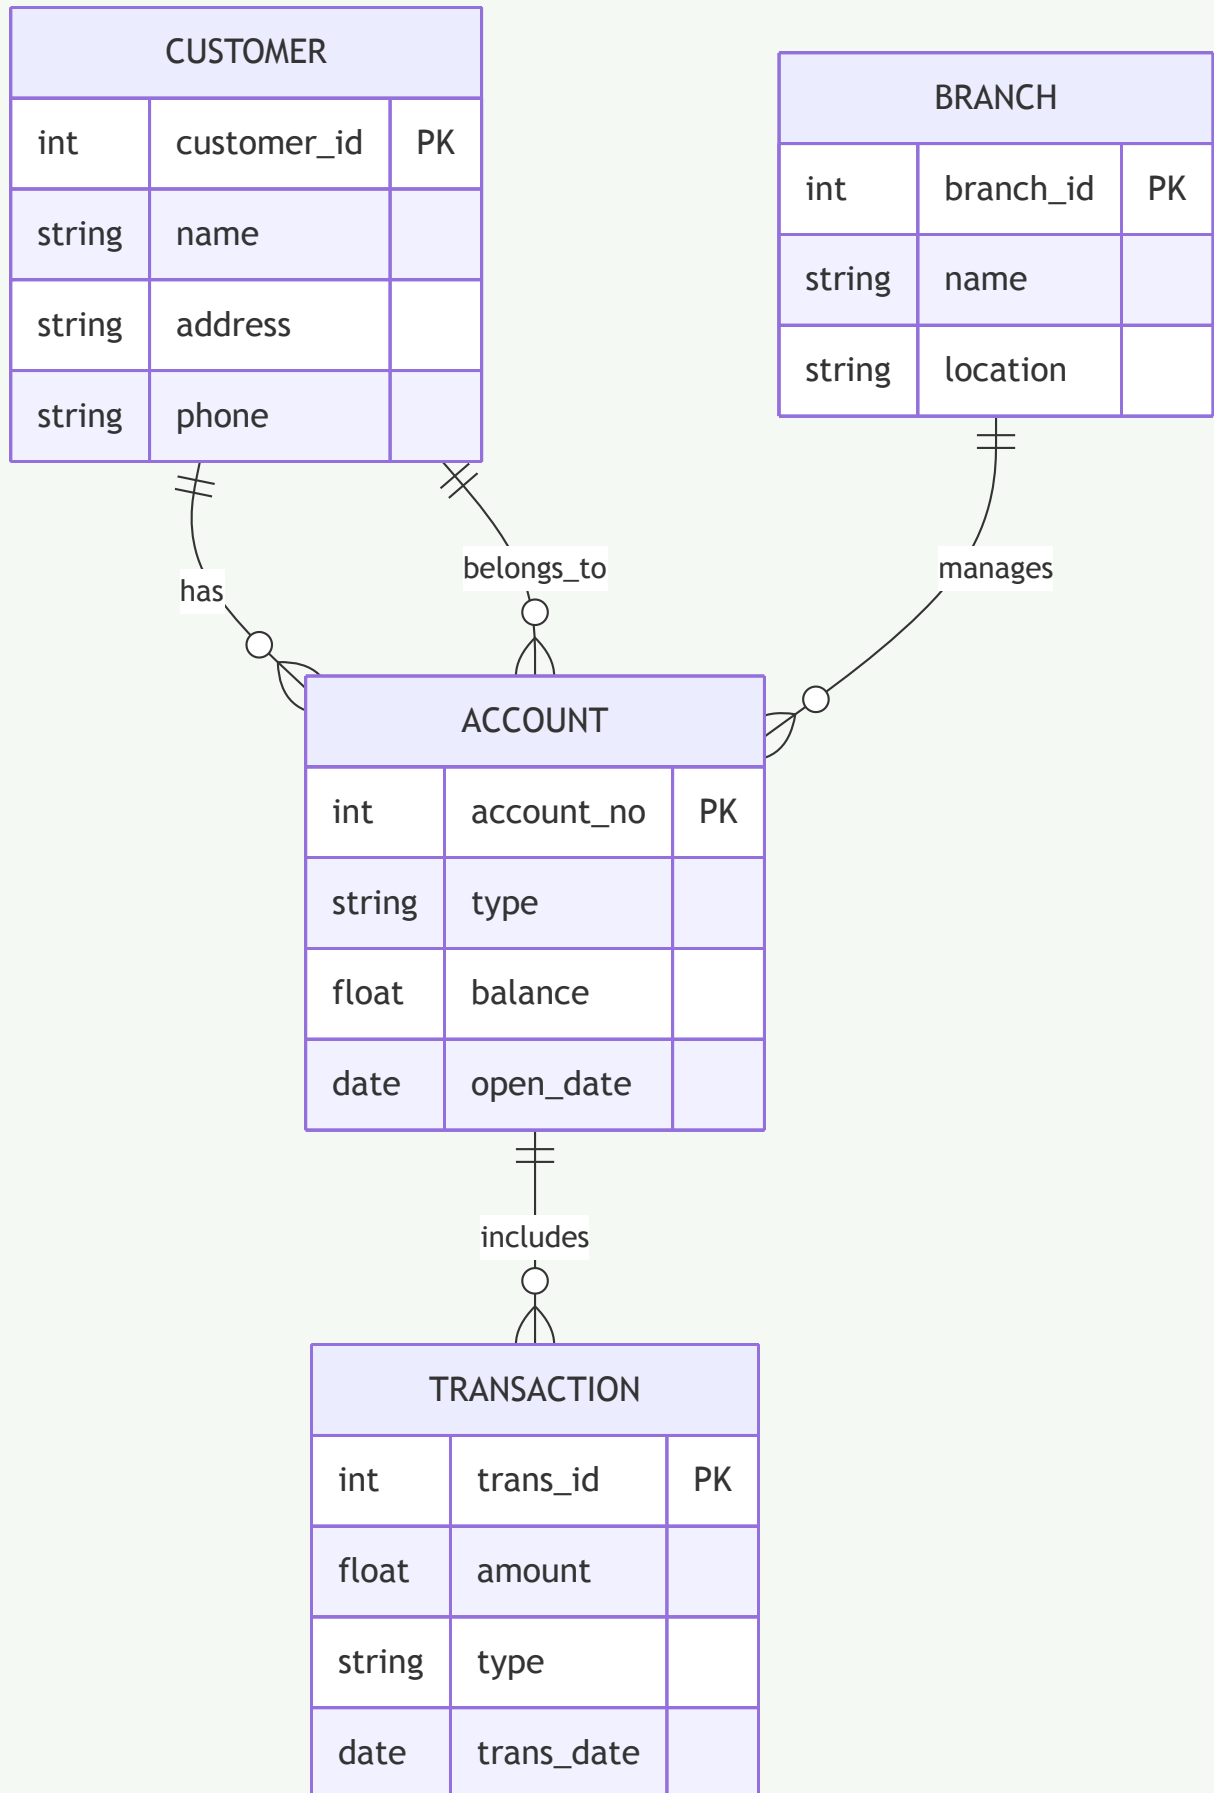 CUSTOMER
int customer_id PK
string name
string address
string phone
BRANCH
int branch_id PK
string name
string location
has
belongs_to
manages
ACCOUNT
int account_no PK
string type
float balance
date open_date
includes
TRANSACTION
int trans_id PK
float amount
string type
date trans_date